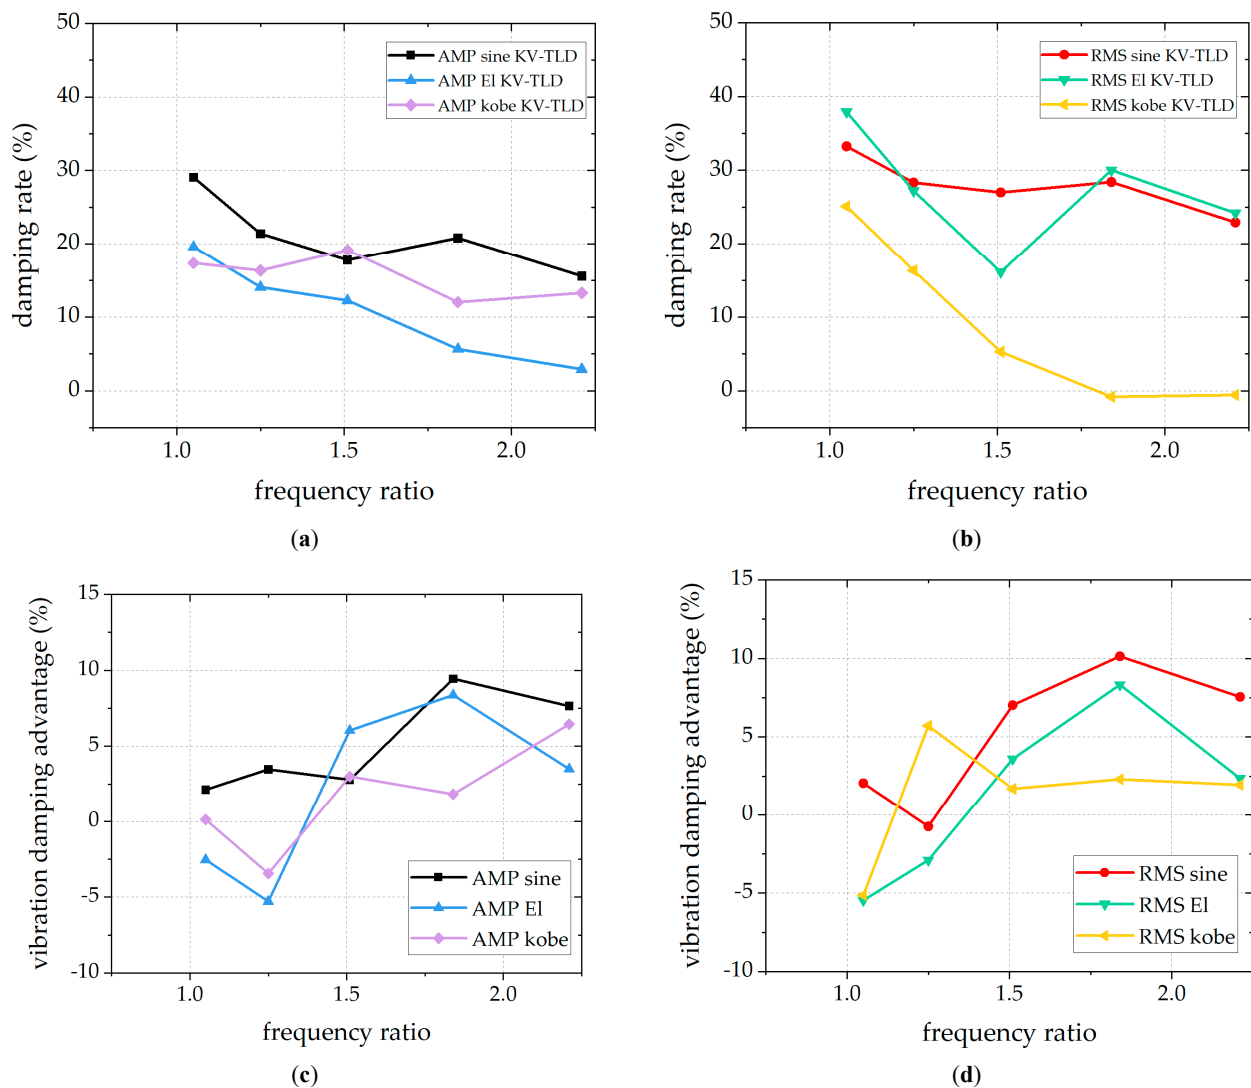 50
40
30
20
10
0
damping rate (%)
AMP sine KV-TLD
AMP El KV-TLD
AMP kobe KV-TLD
1.0 1.5 2.0
frequency ratio
(a)
50
40
30
20
10
0
damping rate (%)
RMS sine KV-TLD
RMS El KV-TLD
RMS kobe KV-TLD
1.0 1.5 2.0
frequency ratio
(b)
15
10
5
0
-5
-10
vibration damping advantage (%)
AMP sine
AMP El
AMP kobe
1.0 1.5 2.0
frequency ratio
(c)
15
10
5
0
-5
-10
vibration damping advantage (%)
RMS sine
RMS El
RMS kobe
1.0 1.5 2.0
frequency ratio
(d)